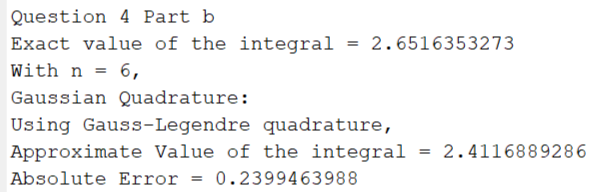 Question 4 Part b
Exact value of the integral = 2.6516353273
With n = 6,
Gaussian Quadrature:
Using Gauss-Legendre quadrature,
Approximate Value of the integral = 2.4116889286
Absolute Error = 0.2399463988